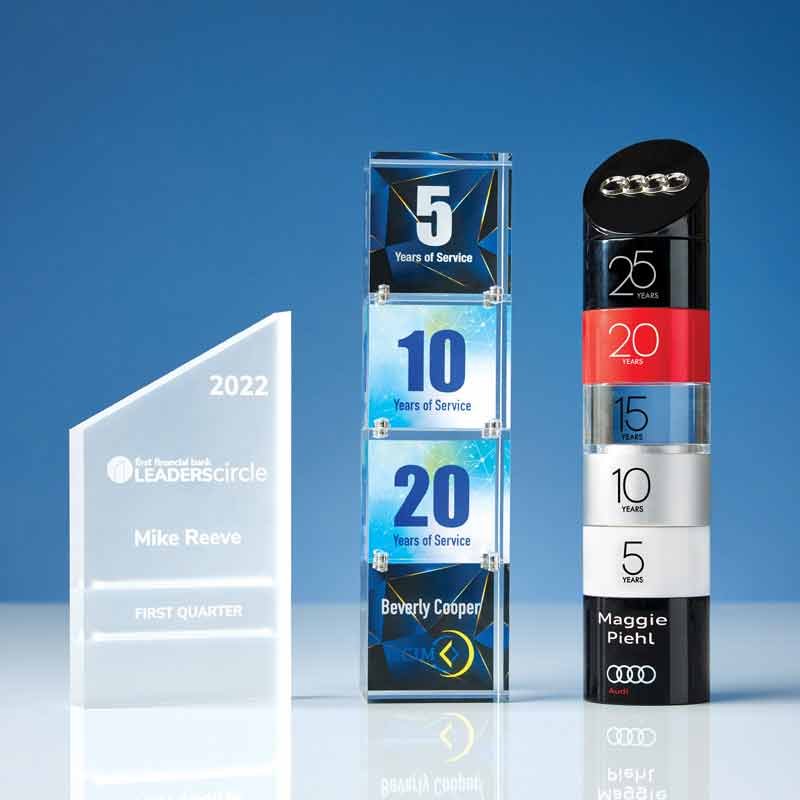 2022
first financial bank
LEADERScircle
Mike Reeve
FIRST QUARTER
5
Years of Service
10
Years of Service
20
Years of Service
Beverly Cooper
CJM
25
YEARS
20
YEARS
15
YEARS
10
YEARS
5
YEARS
Maggie
Piehl
Audi